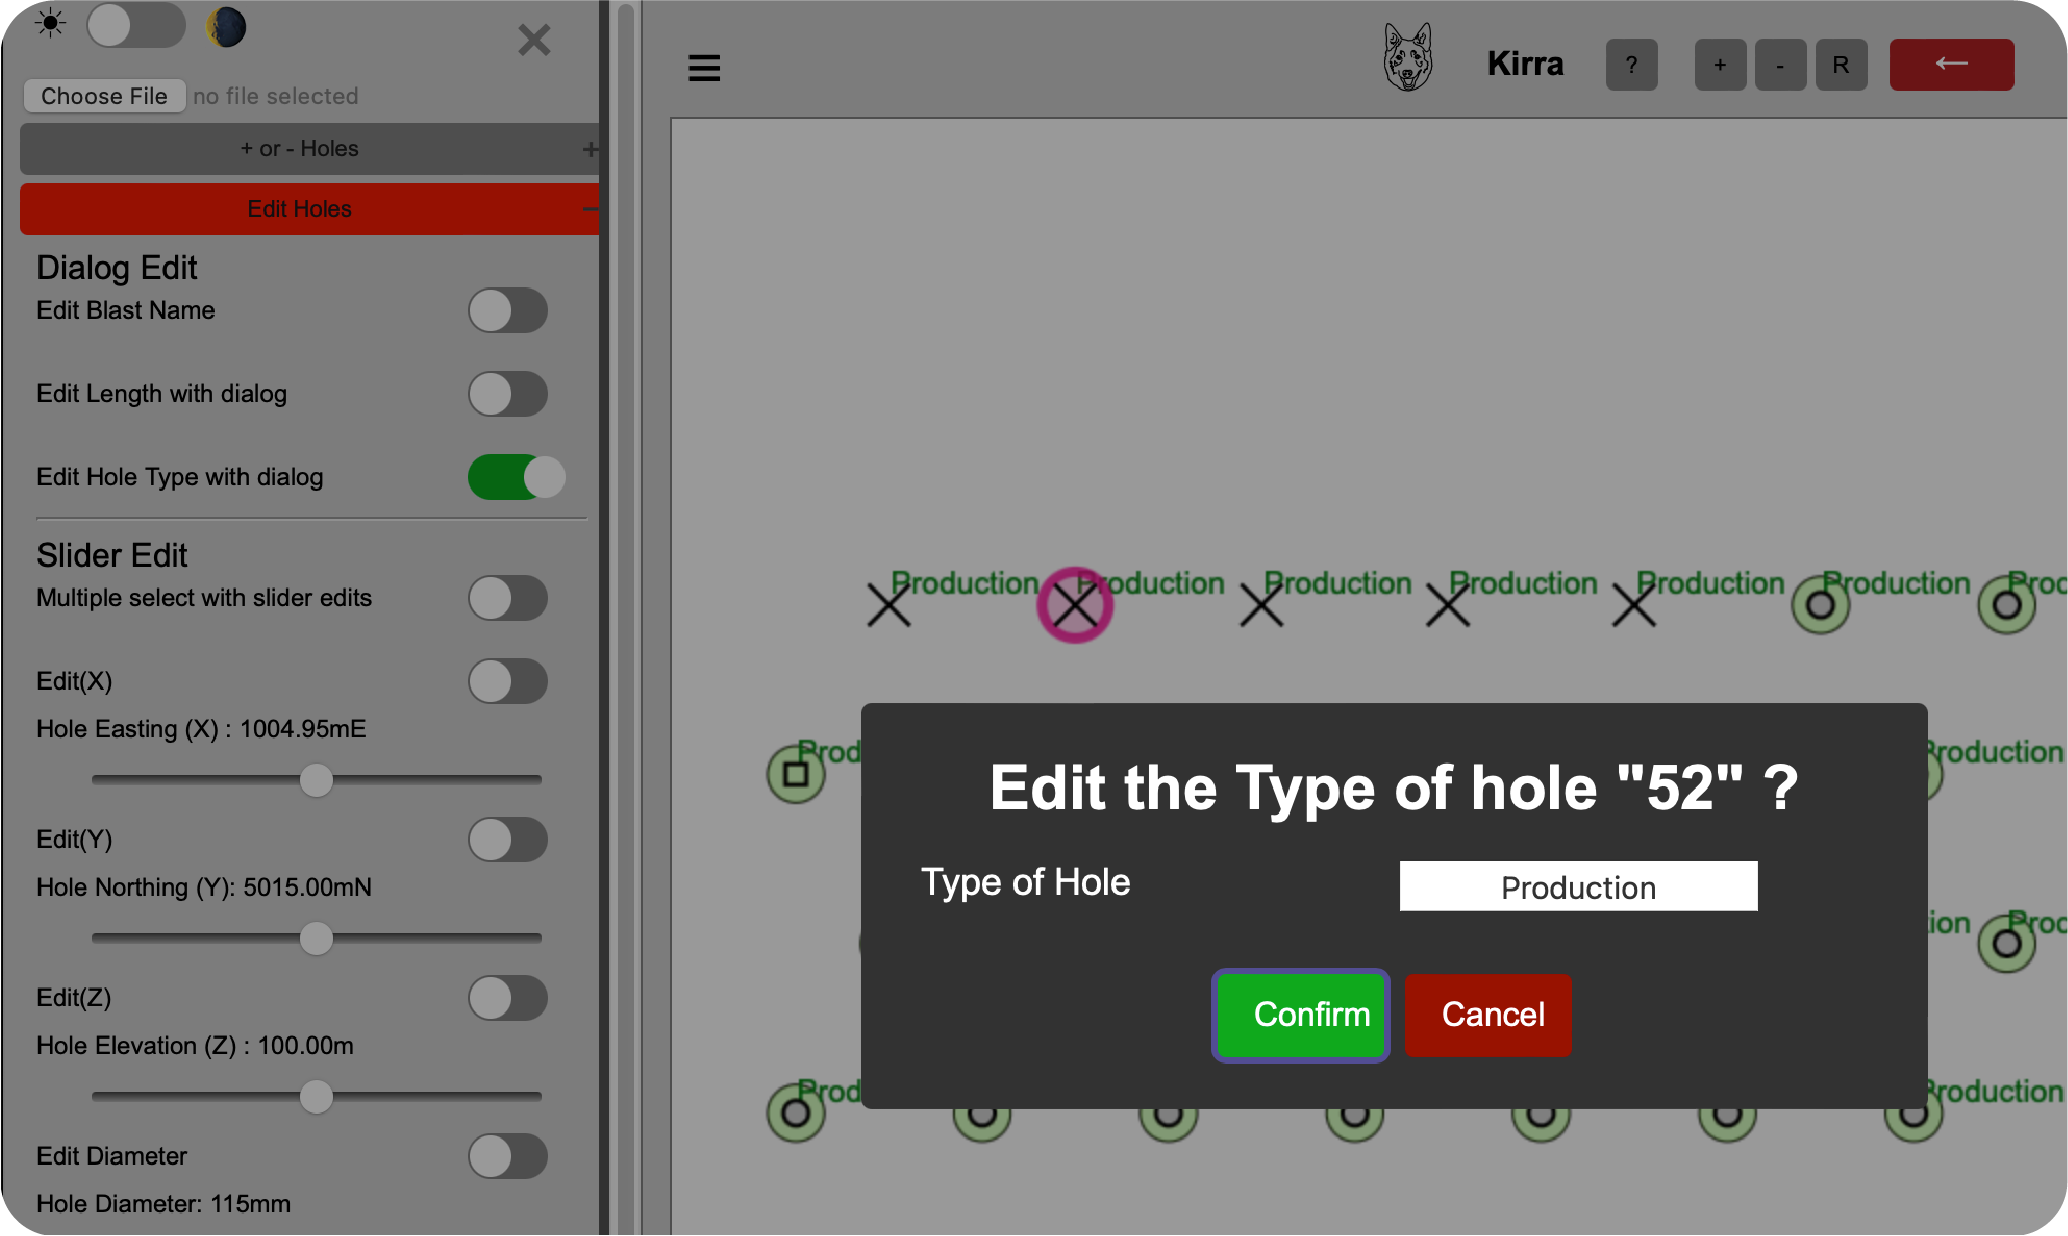 Choose File no file selected
+ or - Holes +
Edit Holes −
Dialog Edit
Edit Blast Name
Edit Length with dialog
Edit Hole Type with dialog
Slider Edit
Multiple select with slider edits
Edit(X)
Hole Easting (X) : 1004.95mE
Edit(Y)
Hole Northing (Y): 5015.00mN
Edit(Z)
Hole Elevation (Z) : 100.00m
Edit Diameter
Hole Diameter: 115mm
Kirra ? + - R ←
Production Production Production Production Production Production Proc
Prod Production
Edit the Type of hole "52" ?
Type of Hole Production
Confirm Cancel
tion Proc
Prod Production